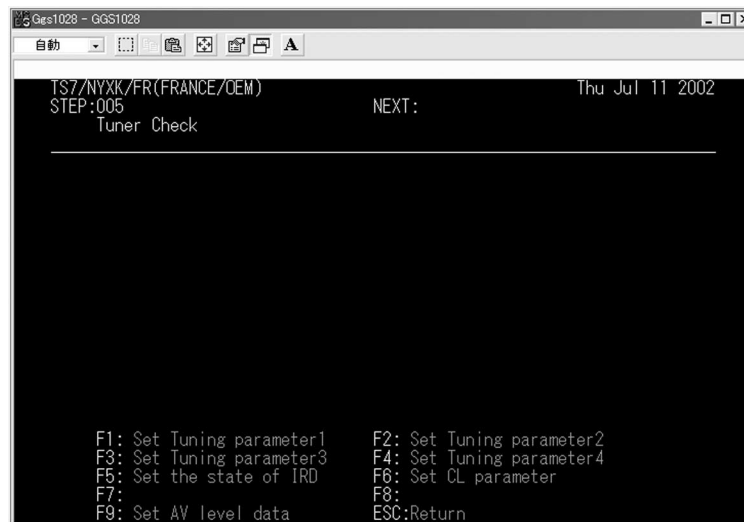 Ggs1028 - GGS1028
自動
A
TS7/NYXK/FR(FRANCE/OEM) Thu Jul 11 2002
STEP:005 NEXT:
Tuner Check
F1: Set Tuning parameter1 F2: Set Tuning parameter2
F3: Set Tuning parameter3 F4: Set Tuning parameter4
F5: Set the state of IRD F6: Set CL parameter
F7: F8:
F9: Set AV level data ESC:Return